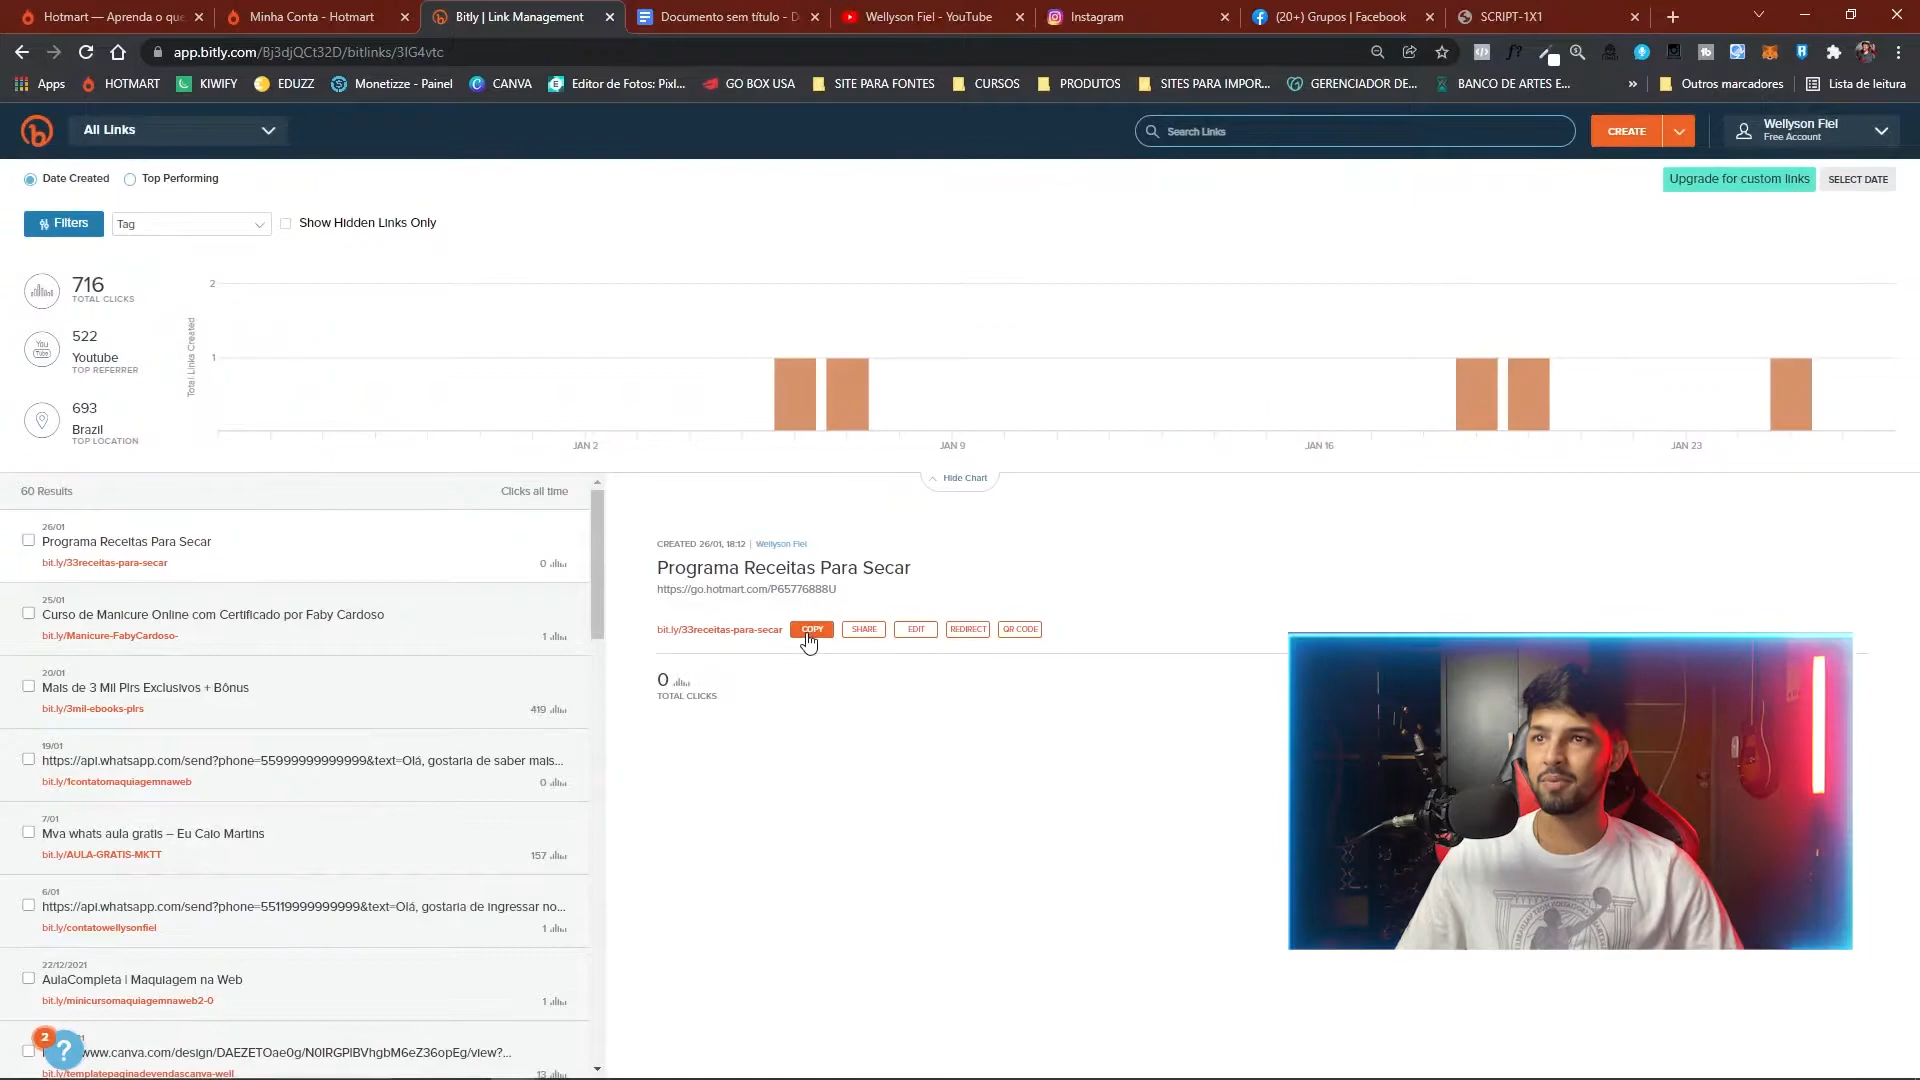 Hotmart — Aprenda o que
Minha Conta - Hotmart
Bitly | Link Management
Documento sem título - D
Wellyson Fiel - YouTube
Instagram
(20+) Grupos | Facebook
SCRIPT-1X1
app.bitly.com/Bj3djQCt32D/bitlinks/3IG4vtc
Apps
HOTMART
KIWIFY
EDUZZ
Monetizze - Painel
CANVA
Editor de Fotos: Pixl...
GO BOX USA
SITE PARA FONTES
CURSOS
PRODUTOS
SITES PARA IMPOR...
GERENCIADOR DE...
BANCO DE ARTES E...
»
Outros marcadores
Lista de leitura
All Links
Search Links
CREATE
Wellyson Fiel
Free Account
Date Created
Top Performing
Upgrade for custom links
SELECT DATE
Filters
Tag
Show Hidden Links Only
716
TOTAL CLICKS
522
Youtube
TOP REFERRER
693
Brazil
TOP LOCATION
You
Tube
Total Links Created
2
1
JAN 2
JAN 9
JAN 16
JAN 23
Hide Chart
60 Results
Clicks all time
26/01
Programa Receitas Para Secar
bit.ly/33receitas-para-secar
0
25/01
Curso de Manicure Online com Certificado por Faby Cardoso
bit.ly/Manicure-FabyCardoso-
1
20/01
Mais de 3 Mil Plrs Exclusivos + Bônus
bit.ly/3mil-ebooks-plrs
419
19/01
https://api.whatsapp.com/send?phone=55999999999999&text=Olá, gostaria de saber mais...
bit.ly/1contatomaquiagemnaweb
0
7/01
Mva whats aula gratis – Eu Caio Martins
bit.ly/AULA-GRATIS-MKTT
157
6/01
https://api.whatsapp.com/send?phone=55119999999999&text=Olá, gostaria de ingressar no...
bit.ly/contatowellysonfiel
1
22/12/2021
AulaCompleta | Maquiagem na Web
bit.ly/minicursomaquiagemnaweb2-0
1
www.canva.com/design/DAEZETOae0g/N0IRGPlBVhgbM6eZ36opEg/view?...
bit.ly/templatepaginadevendascanva-well
13
2
?
CREATED 26/01, 18:12 | Wellyson Fiel
Programa Receitas Para Secar
https://go.hotmart.com/P65776888U
bit.ly/33receitas-para-secar
COPY
SHARE
EDIT
REDIRECT
QR CODE
0
TOTAL CLICKS